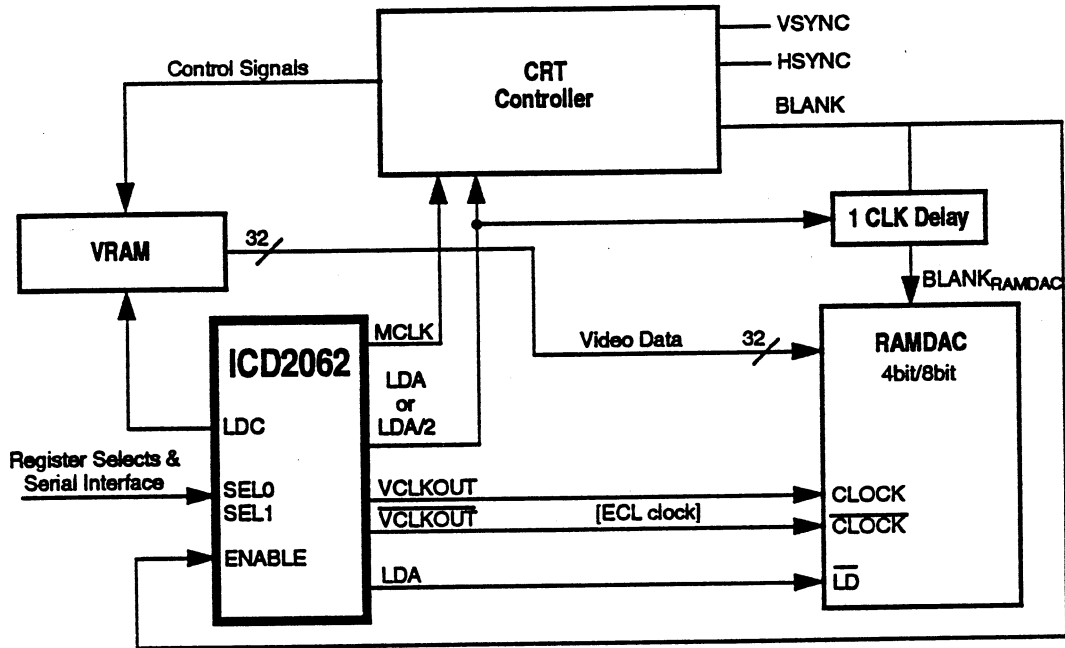 VSYNC
HSYNC
CRT
Controller
Control Signals
BLANK
1 CLK Delay
VRAM
32
BLANKRAMDAC
MCLK
ICD2062
Video Data
32
RAMDAC
4bit/8bit
LDA
or
LDA/2
LDC
Register Selects &
Serial Interface
SEL0
SEL1
VCLKOUT
VCLKOUT
[ECL clock]
CLOCK
CLOCK
ENABLE
LDA
LD